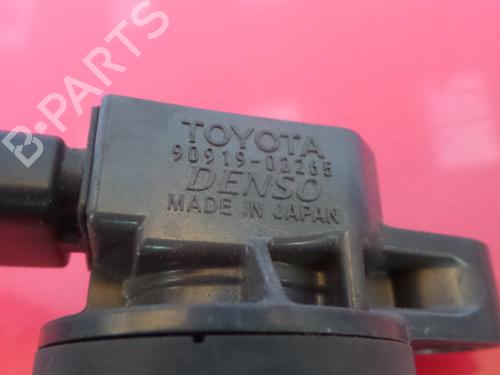 B-PARTS
TOYOTA
90919-02265
DENSO
MADE IN JAPAN